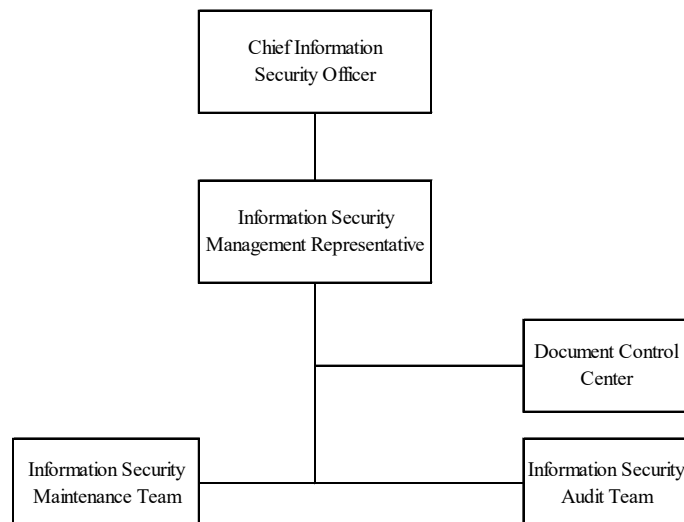 Chief Information
Security Officer
Information Security
Management Representative
Document Control
Center
Information Security
Maintenance Team
Information Security
Audit Team